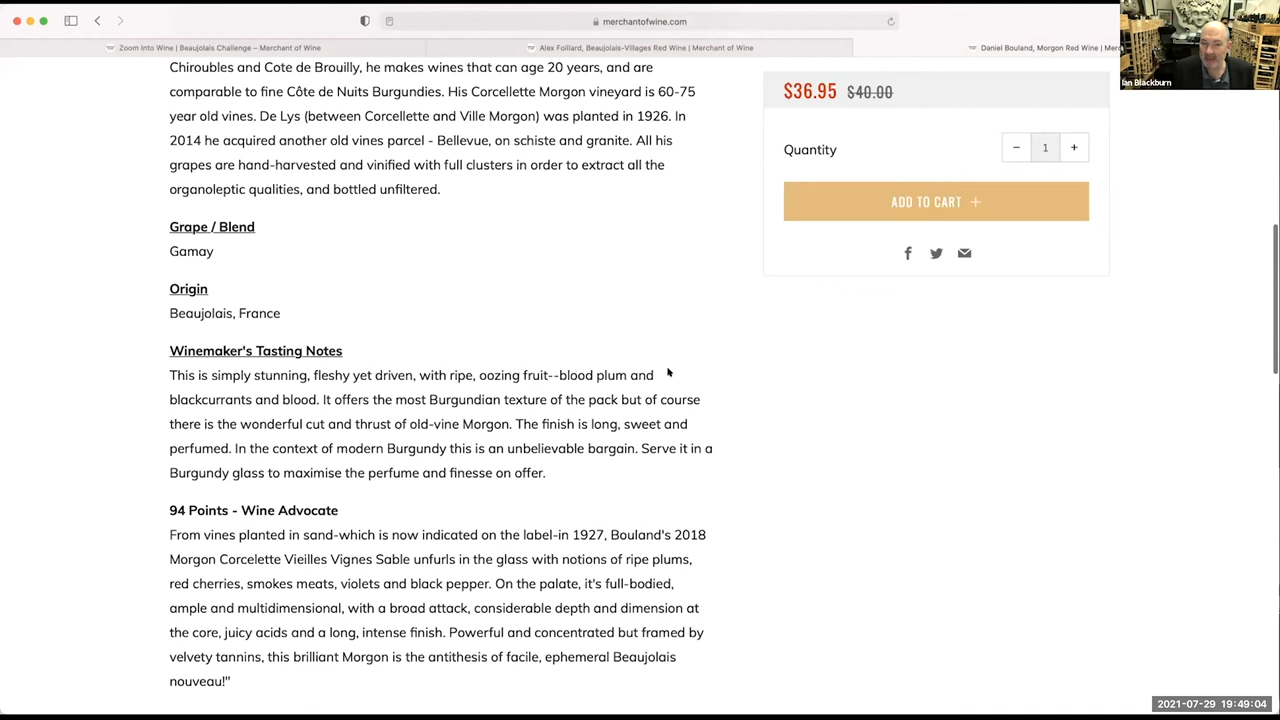 merchantofwine.com
Zoom Into Wine | Beaujolais Challenge – Merchant of Wine
Alex Foillard, Beaujolais-Villages Red Wine | Merchant of Wine
Daniel Bouland, Morgon Red Wine | Merc
Ian Blackburn
Chiroubles and Cote de Brouilly, he makes wines that can age 20 years, and are
comparable to fine Côte de Nuits Burgundies. His Corcellette Morgon vineyard is 60-75
year old vines. De Lys (between Corcellette and Ville Morgon) was planted in 1926. In
2014 he acquired another old vines parcel - Bellevue, on schiste and granite. All his
grapes are hand-harvested and vinified with full clusters in order to extract all the
organoleptic qualities, and bottled unfiltered.
Grape / Blend
Gamay
Origin
Beaujolais, France
Winemaker's Tasting Notes
This is simply stunning, fleshy yet driven, with ripe, oozing fruit--blood plum and
blackcurrants and blood. It offers the most Burgundian texture of the pack but of course
there is the wonderful cut and thrust of old-vine Morgon. The finish is long, sweet and
perfumed. In the context of modern Burgundy this is an unbelievable bargain. Serve it in a
Burgundy glass to maximise the perfume and finesse on offer.
94 Points - Wine Advocate
From vines planted in sand-which is now indicated on the label-in 1927, Bouland's 2018
Morgon Corcelette Vieilles Vignes Sable unfurls in the glass with notions of ripe plums,
red cherries, smokes meats, violets and black pepper. On the palate, it's full-bodied,
ample and multidimensional, with a broad attack, considerable depth and dimension at
the core, juicy acids and a long, intense finish. Powerful and concentrated but framed by
velvety tannins, this brilliant Morgon is the antithesis of facile, ephemeral Beaujolais
nouveau!"
$36.95 $40.00
Quantity − 1 +
ADD TO CART +
2021-07-29 19:49:04